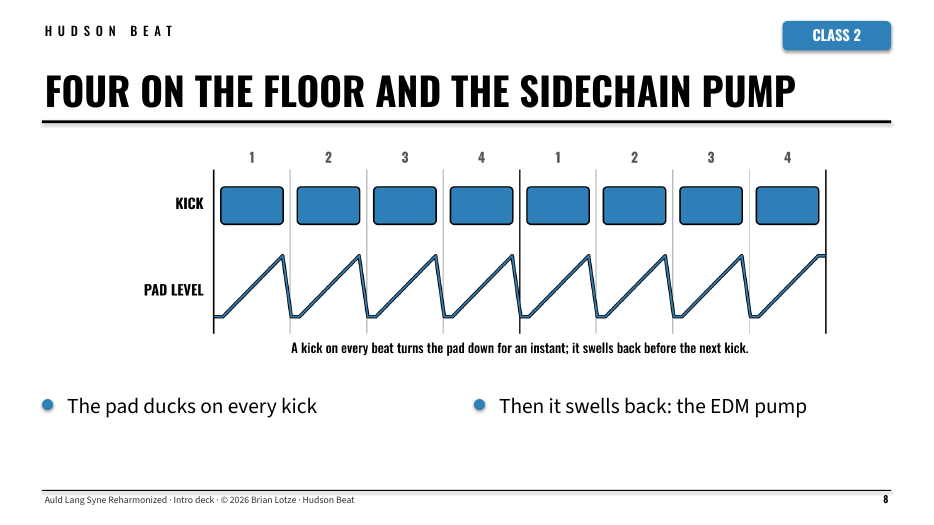 HUDSON BEAT
CLASS 2
FOUR ON THE FLOOR AND THE SIDECHAIN PUMP
1 2 3 4 1 2 3 4
KICK
PAD LEVEL
A kick on every beat turns the pad down for an instant; it swells back before the next kick.
The pad ducks on every kick
Then it swells back: the EDM pump
Auld Lang Syne Reharmonized · Intro deck · © 2026 Brian Lotze · Hudson Beat
8